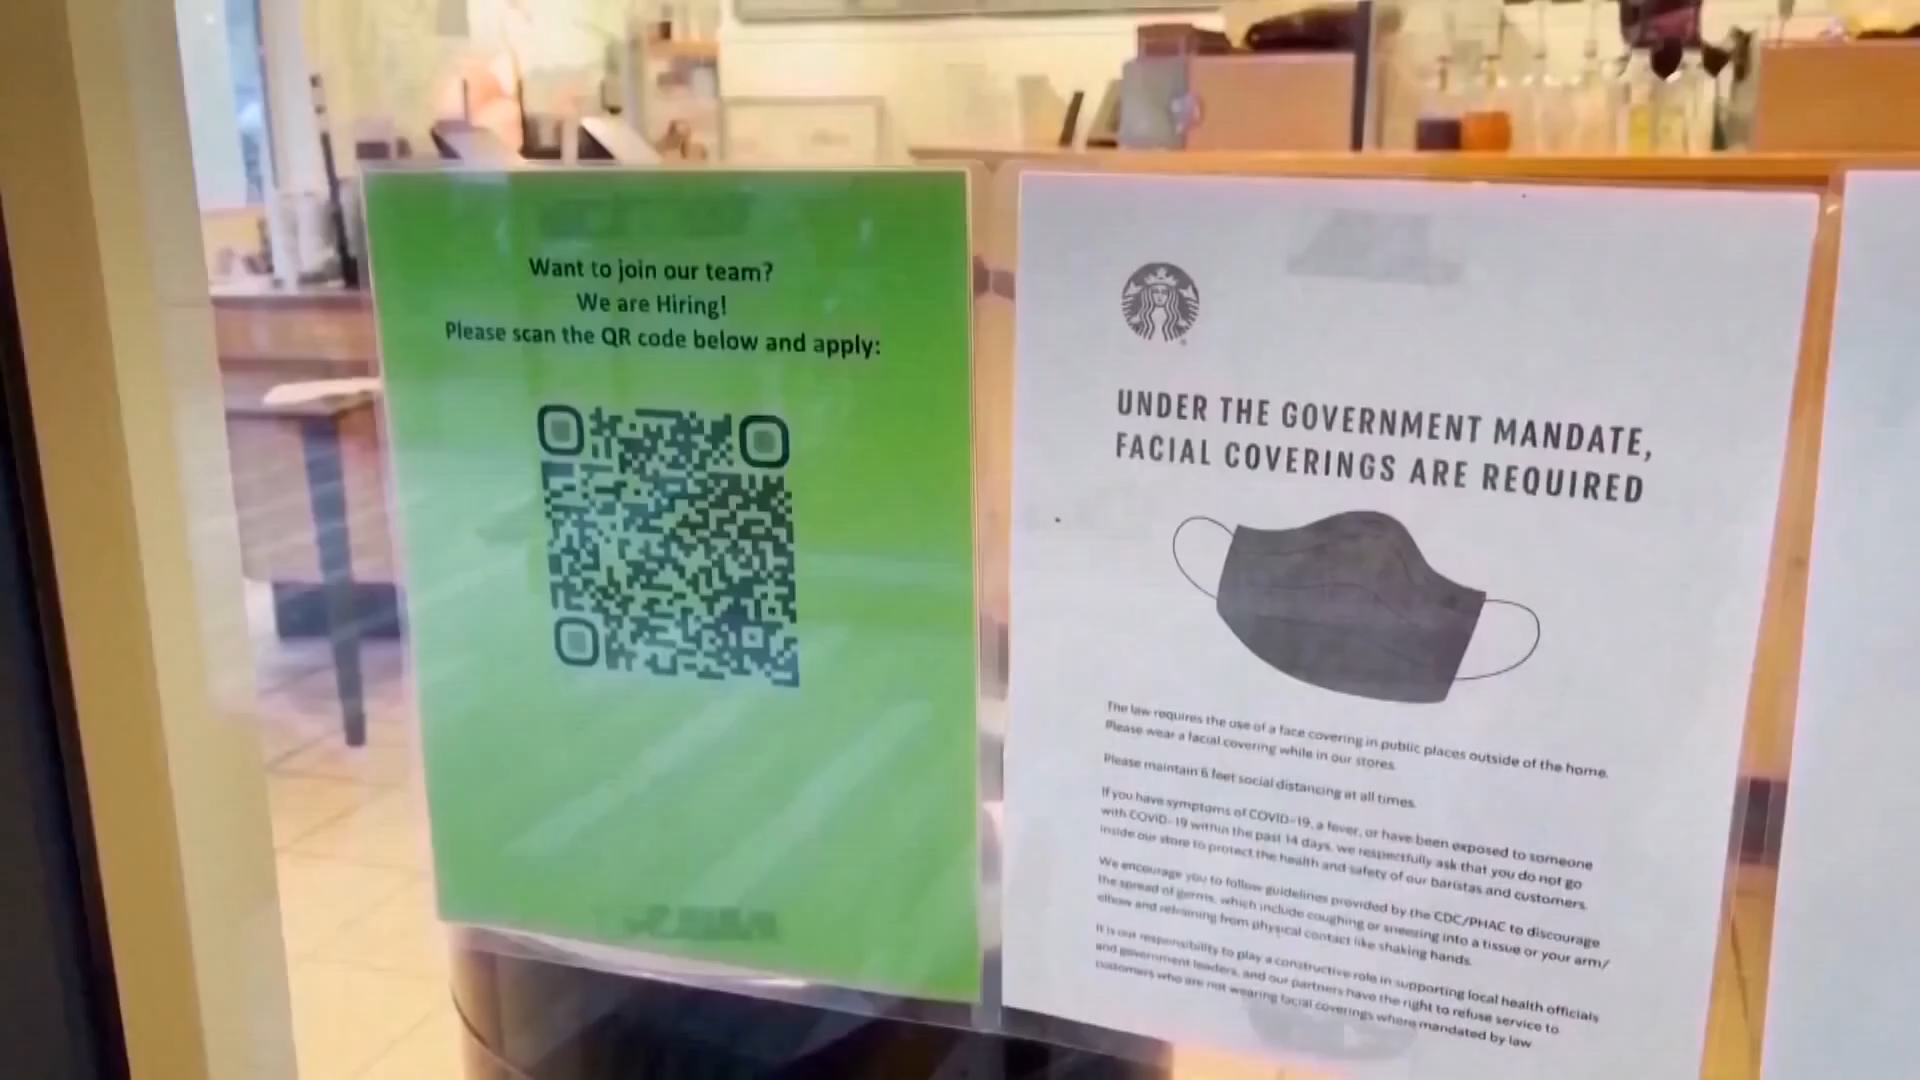 Want to join our team?
We are Hiring!
Please scan the QR code below and apply:
UNDER THE GOVERNMENT MANDATE,
FACIAL COVERINGS ARE REQUIRED
The law requires the use of a face covering in public places outside of the home.
Please wear a facial covering while in our stores.
Please maintain 6 feet social distancing at all times.
If you have symptoms of COVID-19, a fever, or have been exposed to someone
with COVID-19 within the past 14 days, we respectfully ask that you do not go
inside our store to protect the health and safety of our baristas and customers.
We encourage you to follow guidelines provided by the CDC/PHAC to discourage
the spread of germs, which include coughing or sneezing into a tissue or your arm/
elbow and refraining from physical contact like shaking hands.
It is our responsibility to play a constructive role in supporting local health officials
and government leaders, and our partners have the right to refuse service to
customers who are not wearing facial coverings where mandated by law